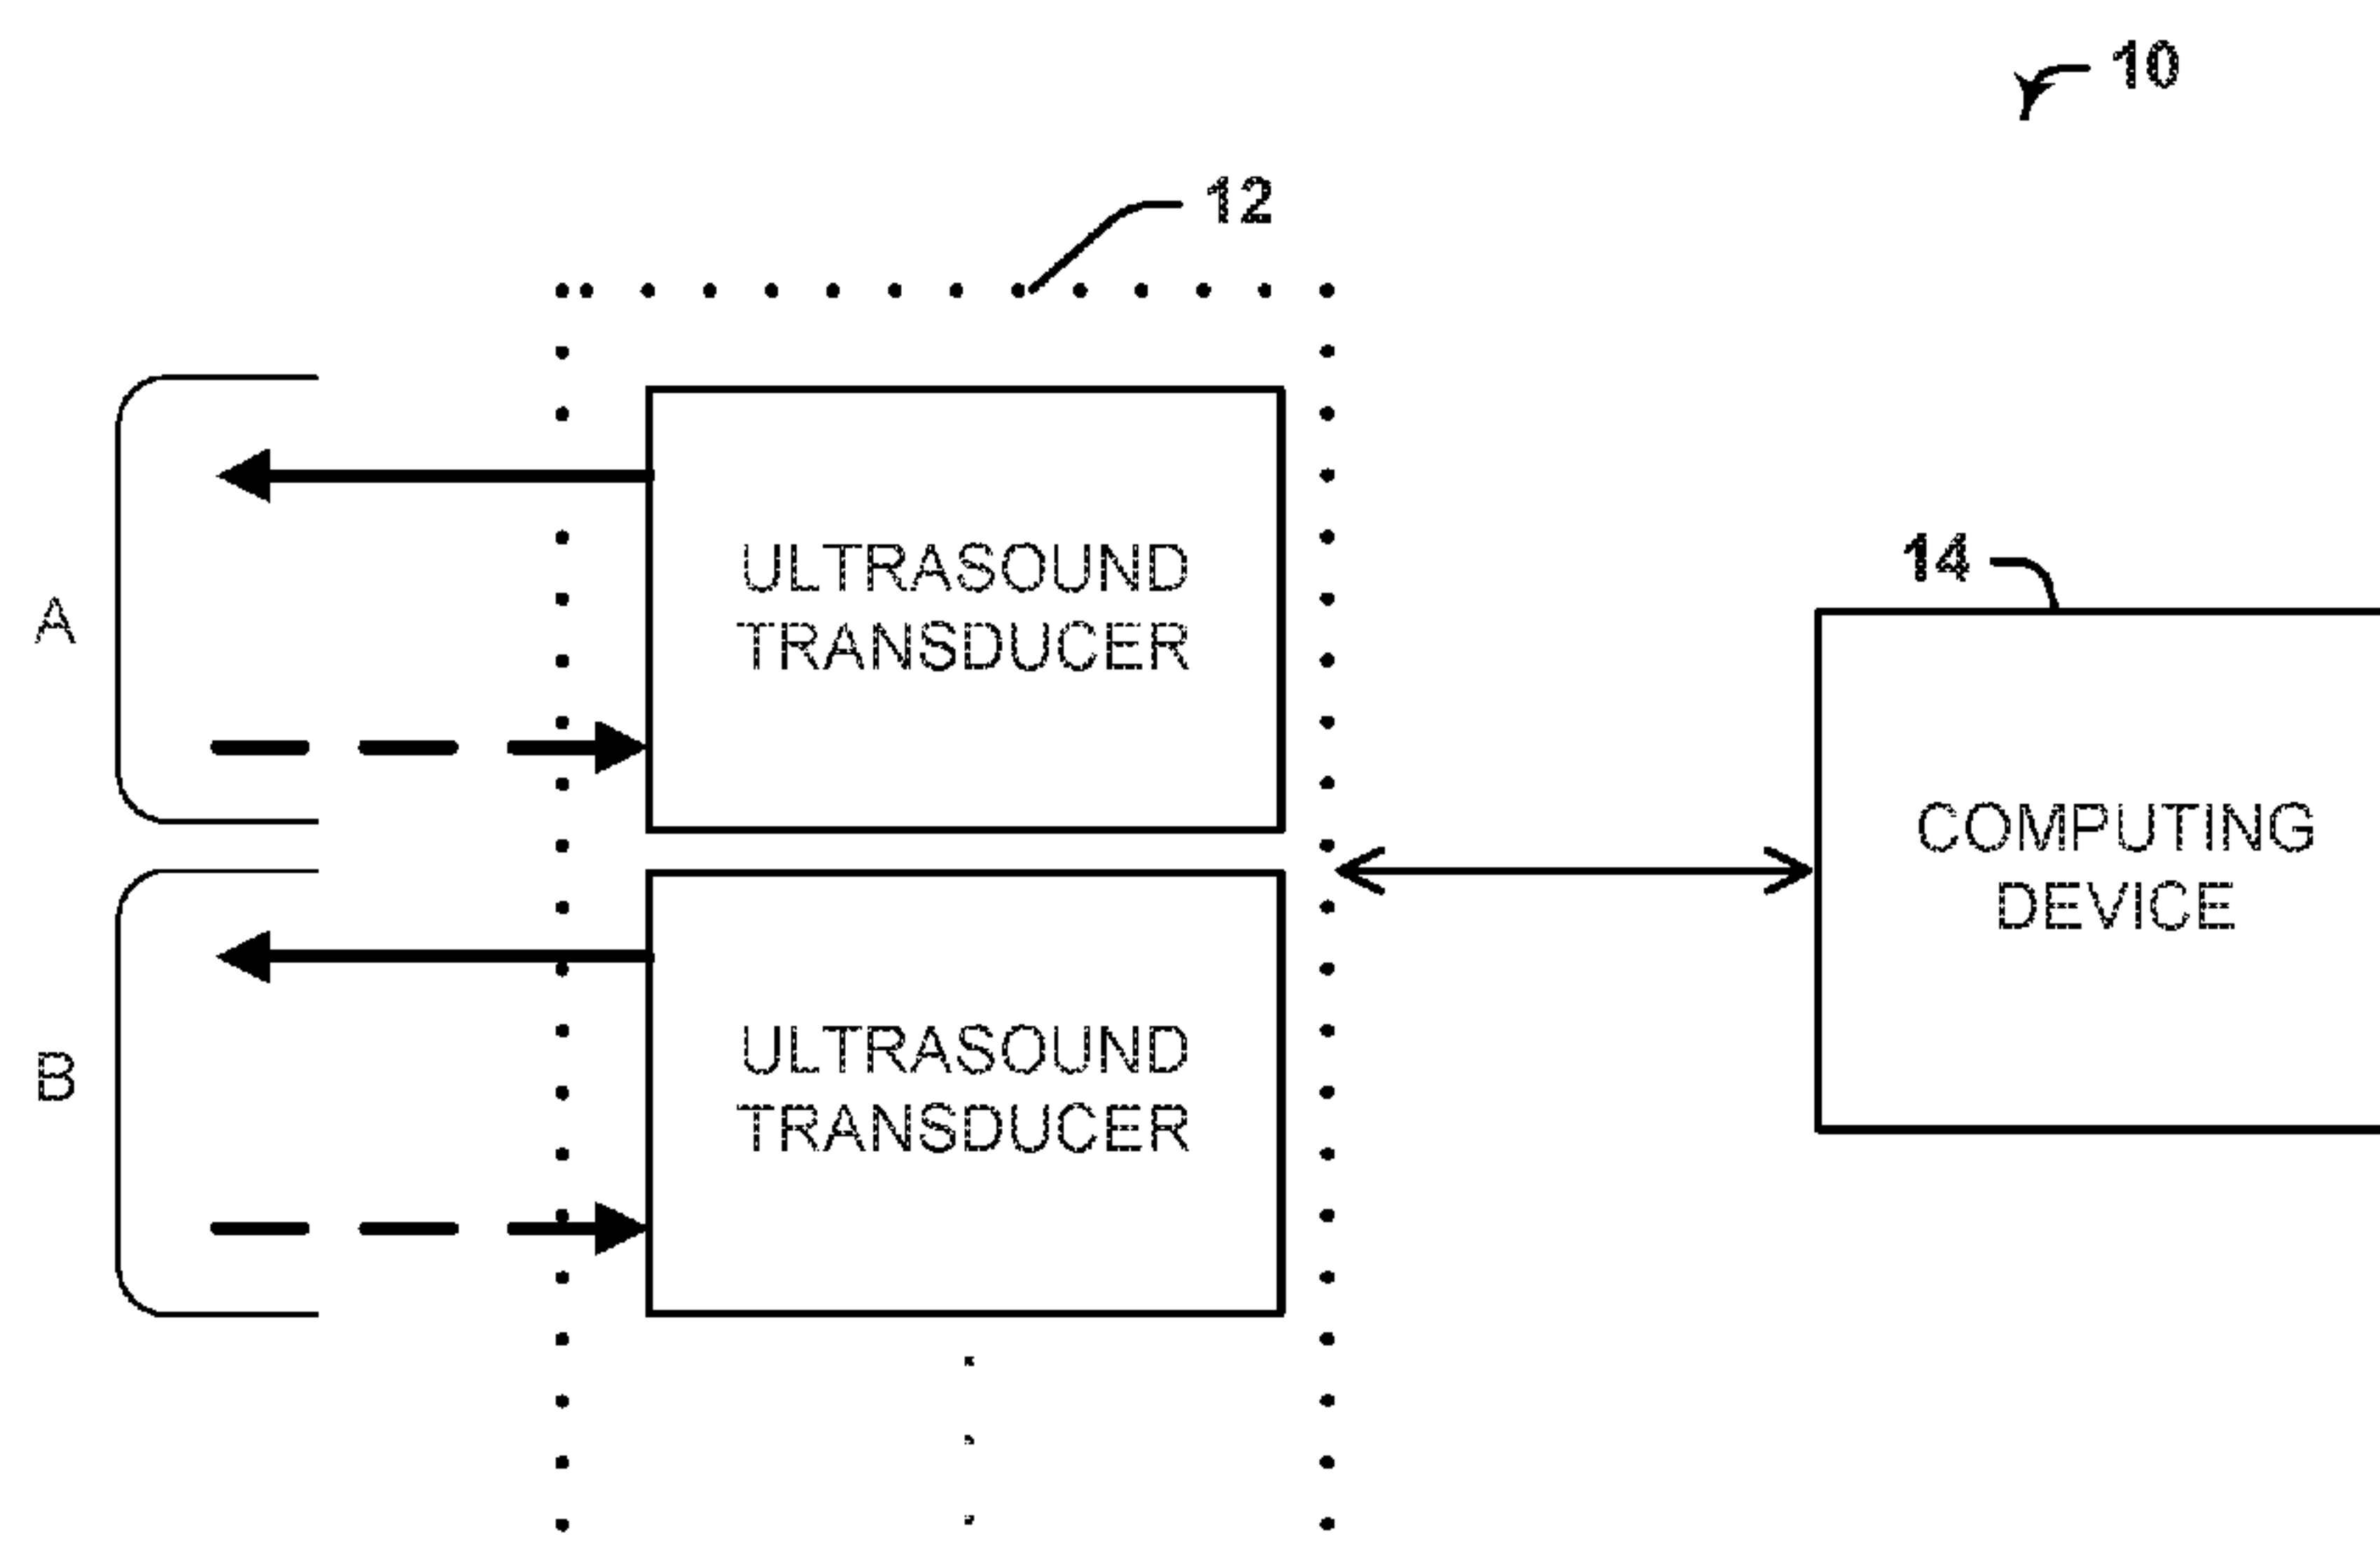 10
12
ULTRASOUND
TRANSDUCER
A
14
COMPUTING
DEVICE
ULTRASOUND
TRANSDUCER
B